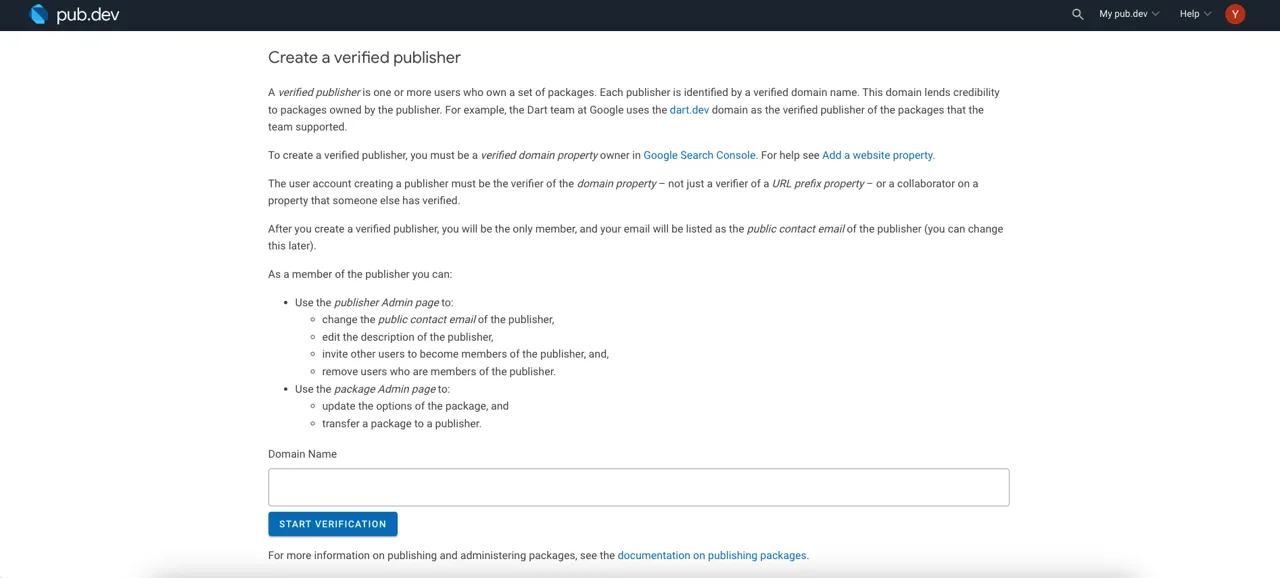 pub.dev
My pub.dev
Help
Y
Create a verified publisher
A verified publisher is one or more users who own a set of packages. Each publisher is identified by a verified domain name. This domain lends credibility
to packages owned by the publisher. For example, the Dart team at Google uses the dart.dev domain as the verified publisher of the packages that the
team supported.
To create a verified publisher, you must be a verified domain property owner in Google Search Console. For help see Add a website property.
The user account creating a publisher must be the verifier of the domain property – not just a verifier of a URL prefix property – or a collaborator on a
property that someone else has verified.
After you create a verified publisher, you will be the only member, and your email will be listed as the public contact email of the publisher (you can change
this later).
As a member of the publisher you can:
• Use the publisher Admin page to:
◦ change the public contact email of the publisher,
◦ edit the description of the publisher,
◦ invite other users to become members of the publisher, and,
◦ remove users who are members of the publisher.
• Use the package Admin page to:
◦ update the options of the package, and
◦ transfer a package to a publisher.
Domain Name
START VERIFICATION
For more information on publishing and administering packages, see the documentation on publishing packages.